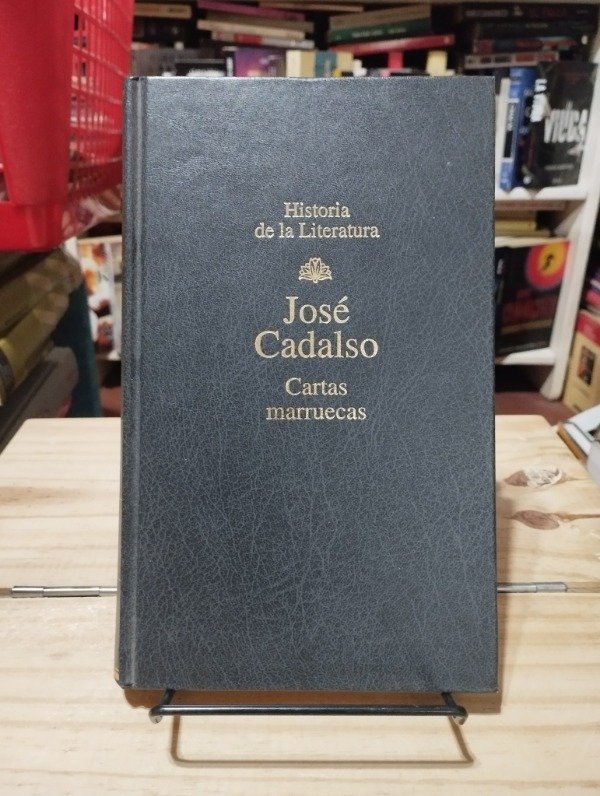 Historia
de la Literatura
José
Cadalso
Cartas
marruecas